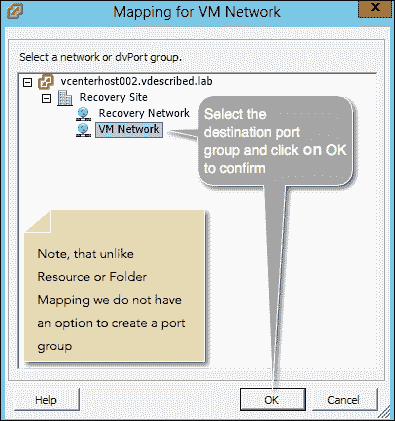 Mapping for VM Network
x
Select a network or dvPort group.
vcenterhost002.vdescribed.lab
Recovery Site
Recovery Network
VM Network
Select the
destination port
group and click on OK
to confirm
Note, that unlike
Resource or Folder
Mapping we do not have
an option to create a port
group
Help
OK
Cancel